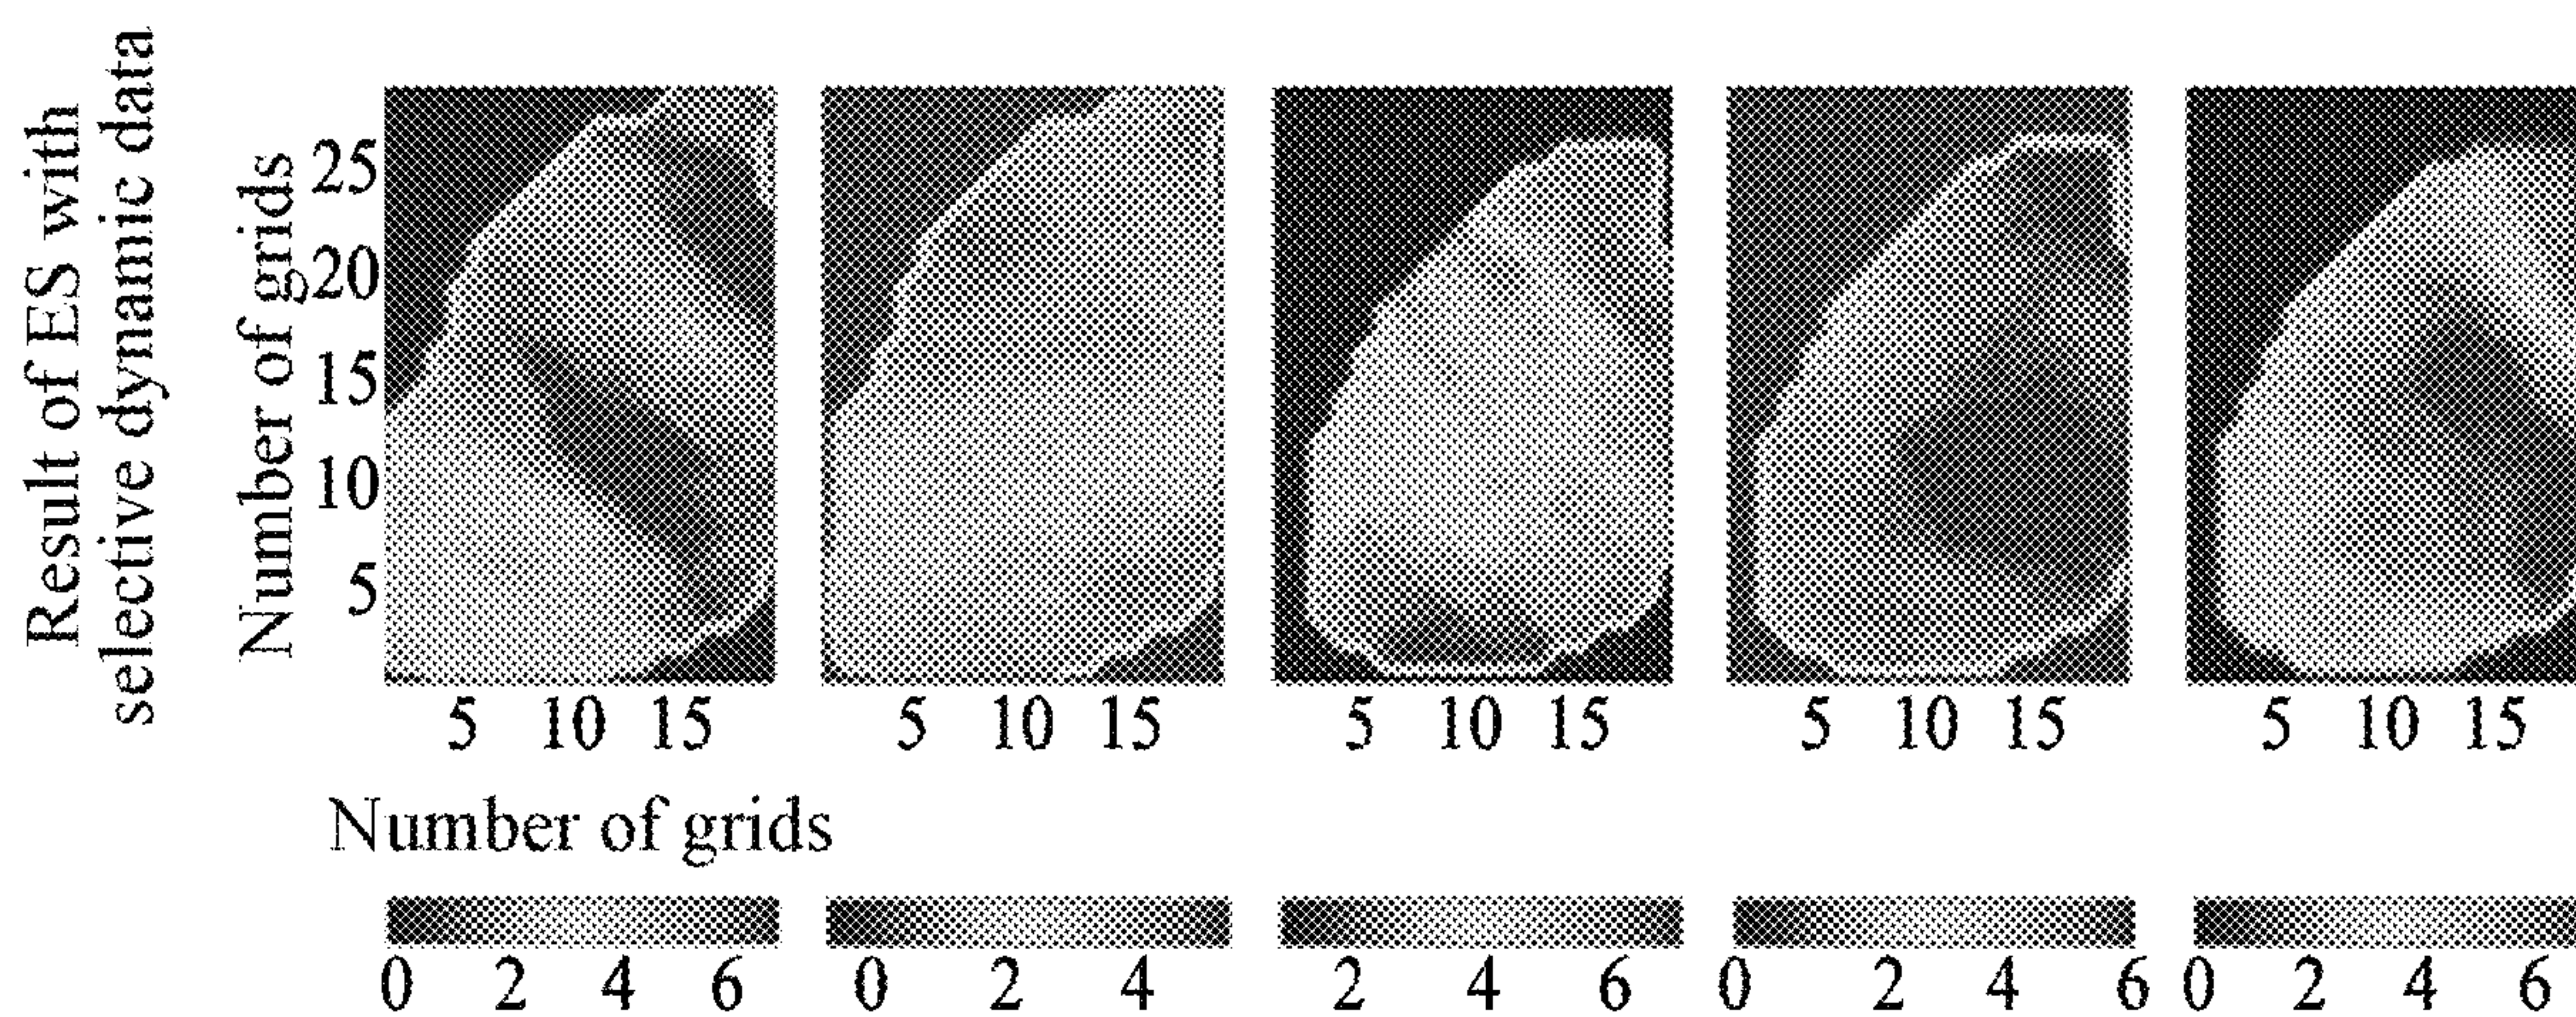 Result of ES with
selective dynamic data
Number of grids
25
20
15
10
5
5 10 15
5 10 15
5 10 15
5 10 15
5 10 15
Number of grids
0 2 4 6
0 2 4
2 4 6
0 2 4 6
0 2 4 6